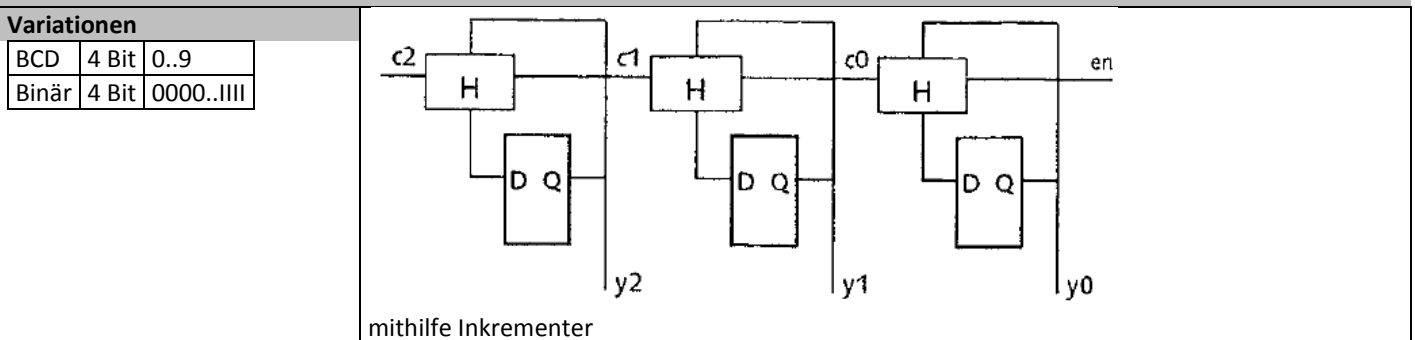 Variationen
BCD 4 Bit 0..9
Binär 4 Bit 0000..IIII
c2 c1 c0 en
H H H
D Q D Q D Q
y2 y1 y0
mithilfe Inkrementer